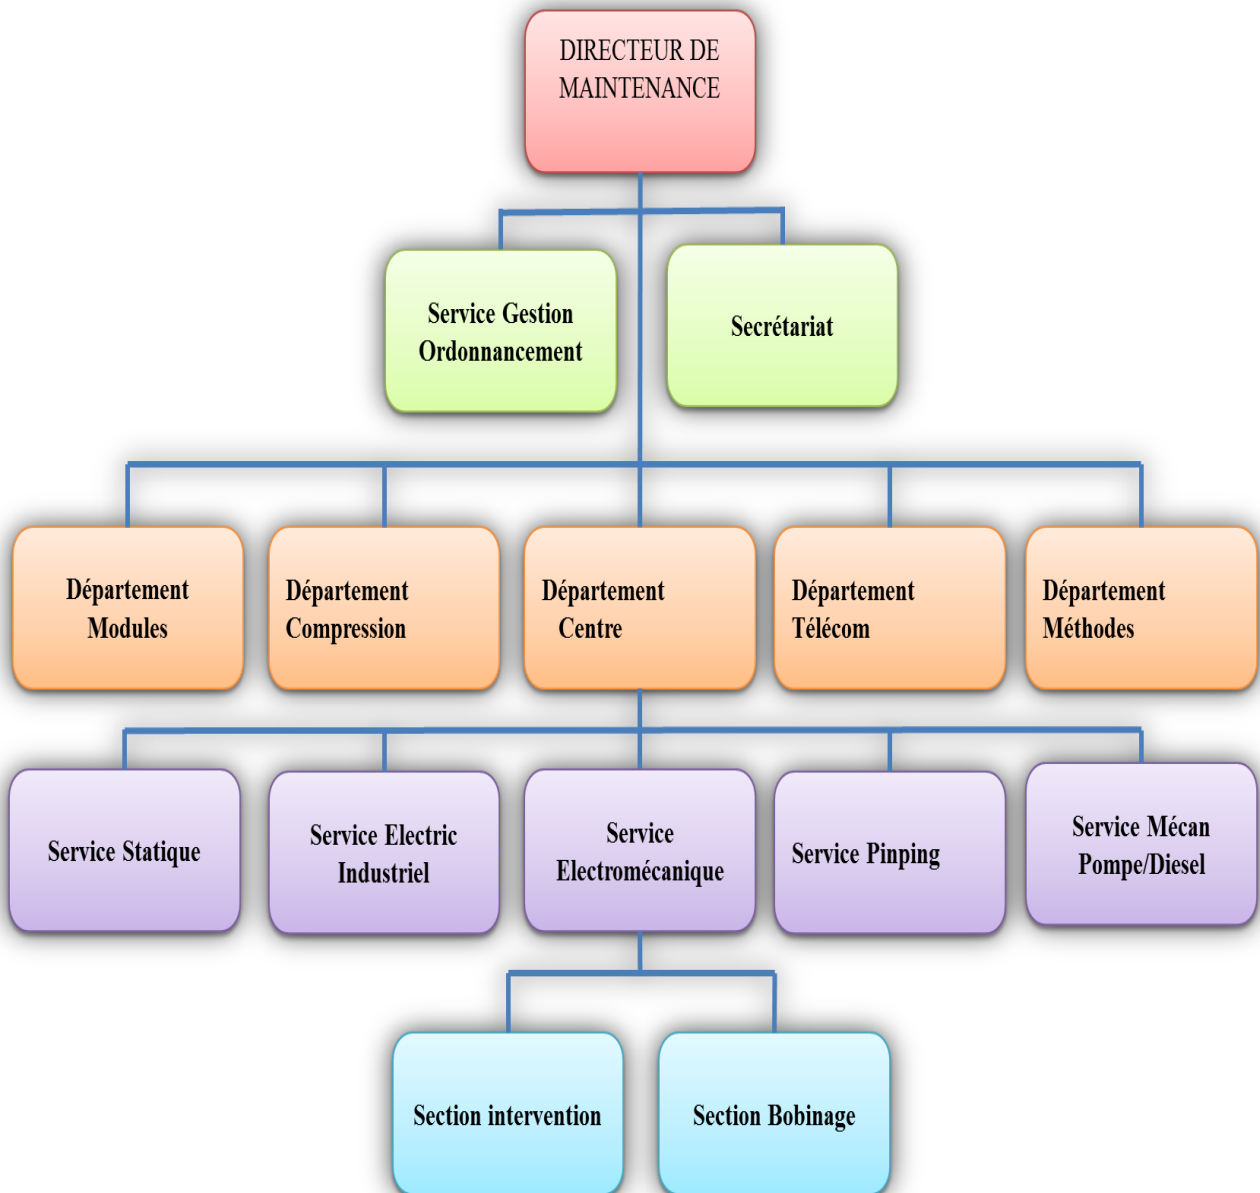 DIRECTEUR DE
MAINTENANCE
Service Gestion
Ordonnancement
Secrétariat
Département
Modules
Département
Compression
Département
Centre
Département
Télécom
Département
Méthodes
Service Statique
Service Electric
Industriel
Service
Electromécanique
Service Pinping
Service Mécan
Pompe/Diesel
Section intervention
Section Bobinage